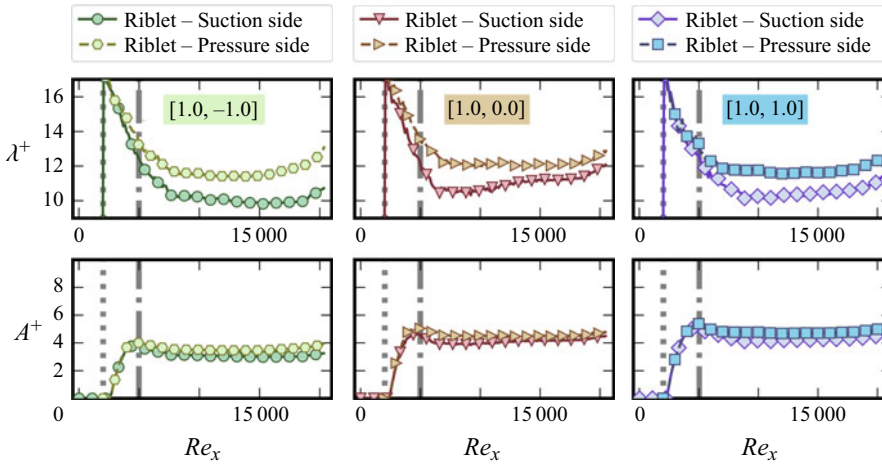 Riblet – Suction side
Riblet – Pressure side
Riblet – Suction side
Riblet – Pressure side
Riblet – Suction side
Riblet – Pressure side
λ⁺
16
14
12
10
[1.0, –1.0]
[1.0, 0.0]
[1.0, 1.0]
0
15 000
0
15 000
0
15 000
A⁺
8
6
4
2
0
15 000
0
15 000
0
15 000
Reₓ
Reₓ
Reₓ